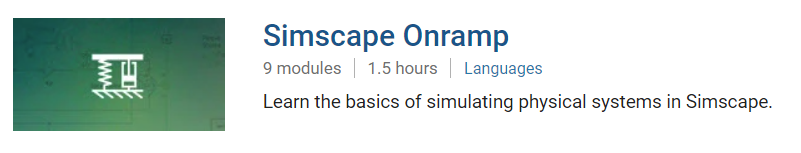 Simscape Onramp
9 modules | 1.5 hours | Languages
Learn the basics of simulating physical systems in Simscape.